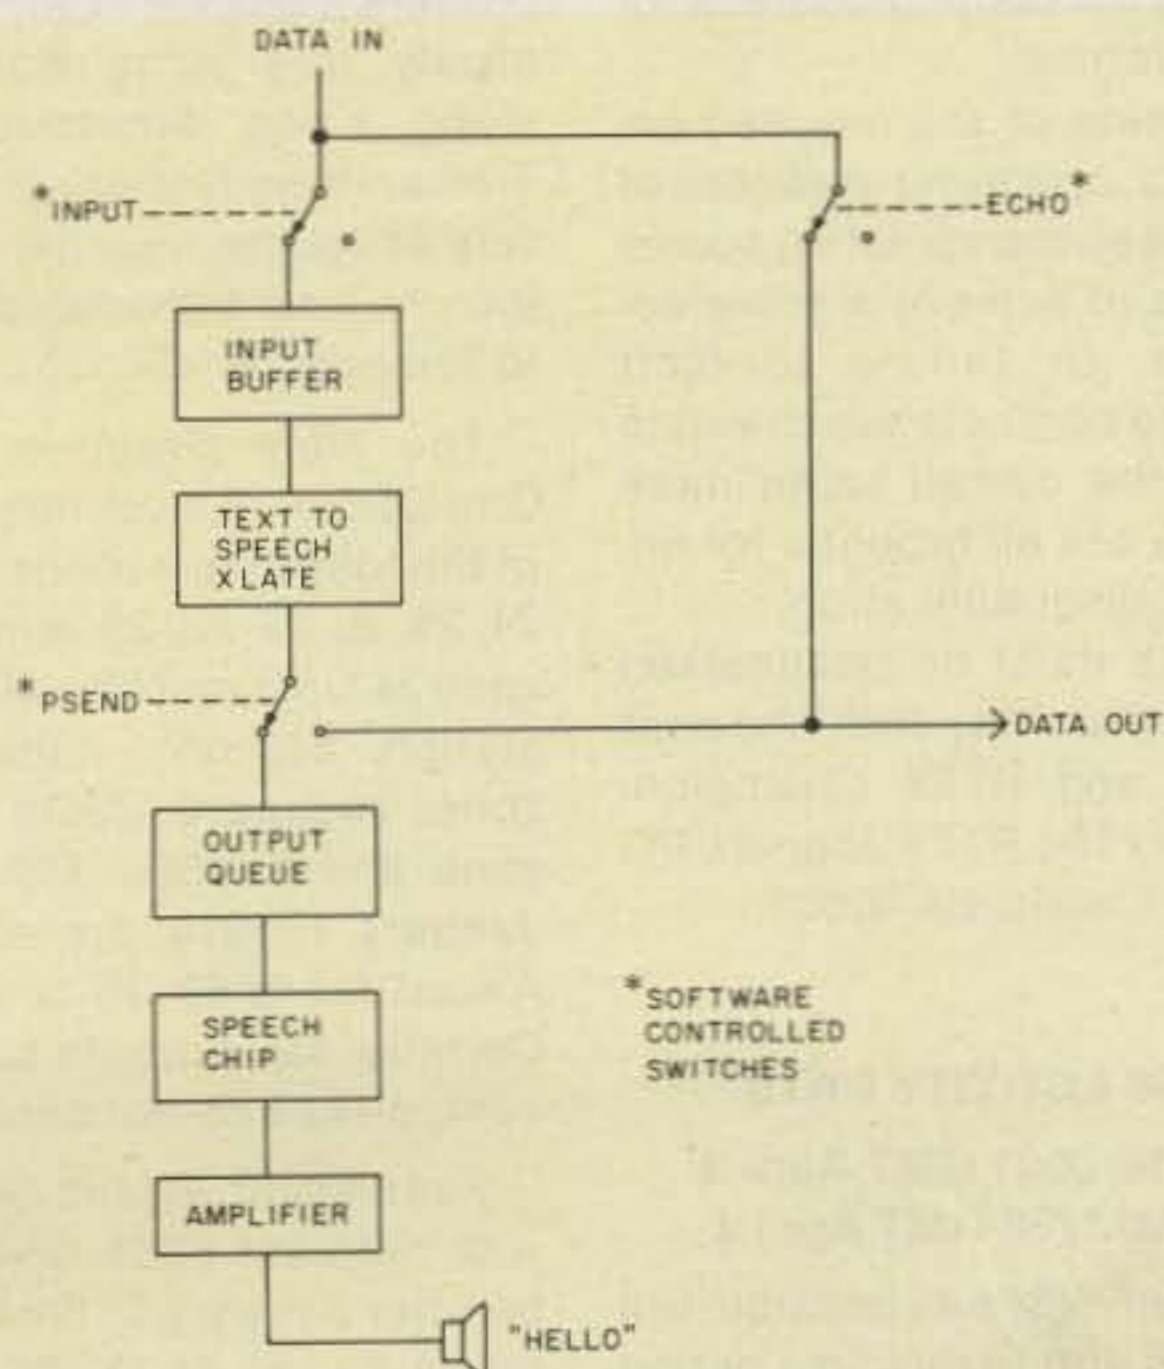 DATA IN
*INPUT
ECHO*
INPUT
BUFFER
TEXT TO
SPEECH
XLATE
*PSEND
DATA OUT
OUTPUT
QUEUE
SPEECH
CHIP
*SOFTWARE
CONTROLLED
SWITCHES
AMPLIFIER
"HELLO"